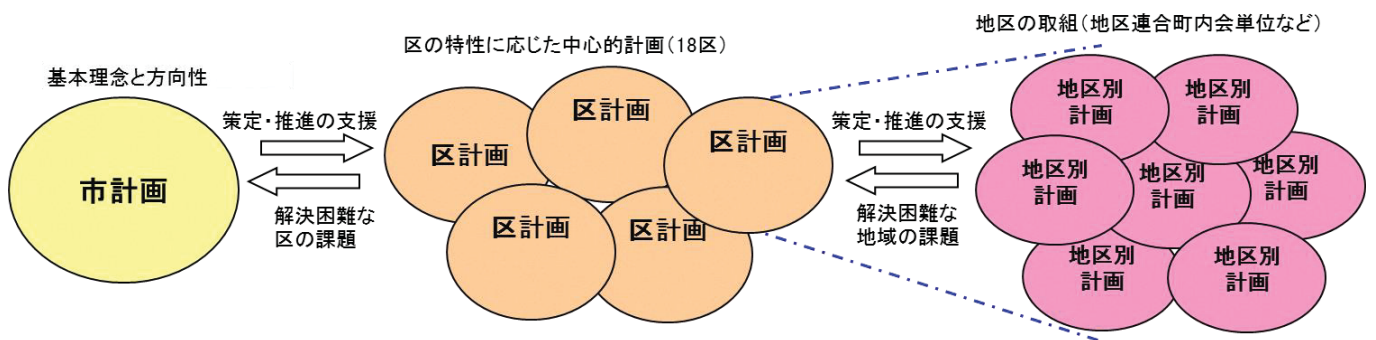 基本理念と方向性
市計画
策定・推進の支援
解決困難な
区の課題
区の特性に応じた中心的計画(18区)
区計画
区計画
区計画
区計画
区計画
策定・推進の支援
解決困難な
地域の課題
地区の取組(地区連合町内会単位など)
地区別
計画
地区別
計画
地区別
計画
地区別
計画
地区別
計画
地区別
計画
地区別
計画